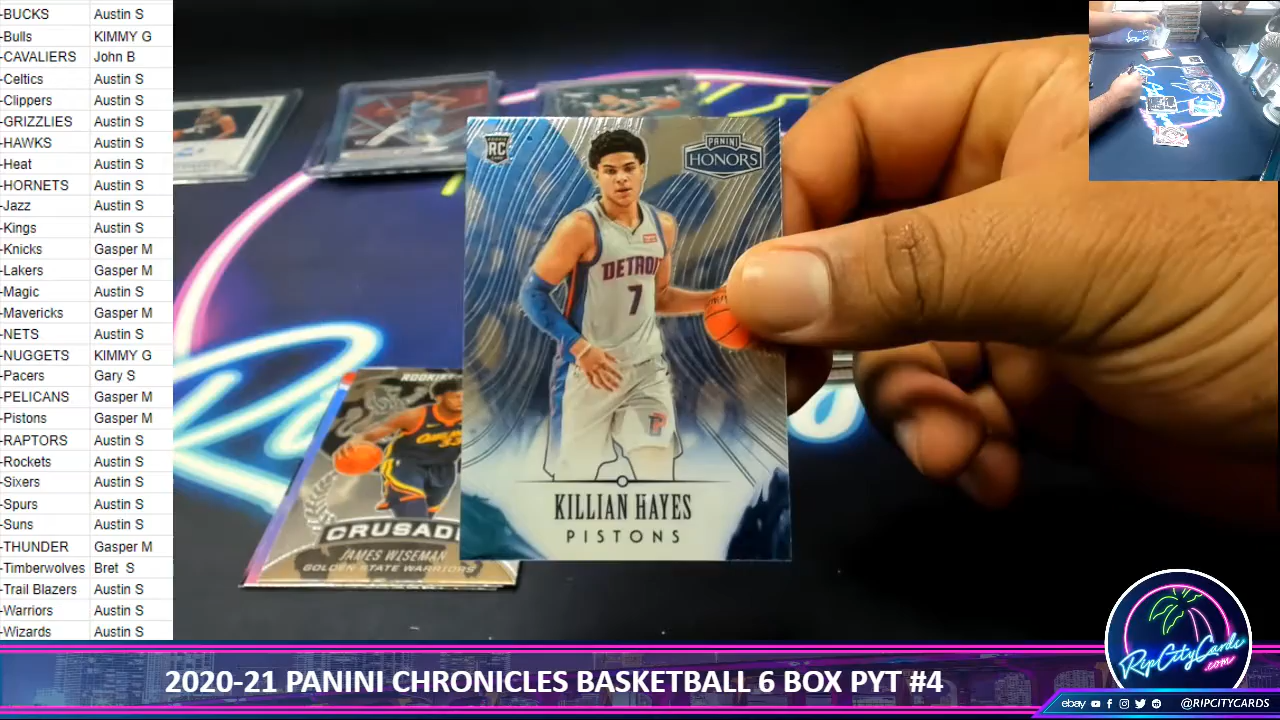 -BUCKS Austin S
-Bulls KIMMY G
-CAVALIERS John B
-Celtics Austin S
-Clippers Austin S
-GRIZZLIES Austin S
-HAWKS Austin S
-Heat Austin S
-HORNETS Austin S
-Jazz Austin S
-Kings Austin S
-Knicks Gasper M
-Lakers Gasper M
-Magic Austin S
-Mavericks Gasper M
-NETS Austin S
-NUGGETS KIMMY G
-Pacers Gary S
-PELICANS Gasper M
-Pistons Gasper M
-RAPTORS Austin S
-Rockets Austin S
-Sixers Austin S
-Spurs Austin S
-Suns Austin S
-THUNDER Gasper M
-Timberwolves Bret S
-Trail Blazers Austin S
-Warriors Austin S
-Wizards Austin S
RC
PANINI
HONORS
DETRO
7
KILLIAN HAYES
PISTONS
ROOKIE
33
CRUSAD
JAMES WISEMAN
GOLDEN STATE WARRIORS
2020-21 PANINI CHRONICLES BASKETBALL 6 BOX PYT #4
RipCityCards
.com
ebay @RIPCITYCARDS